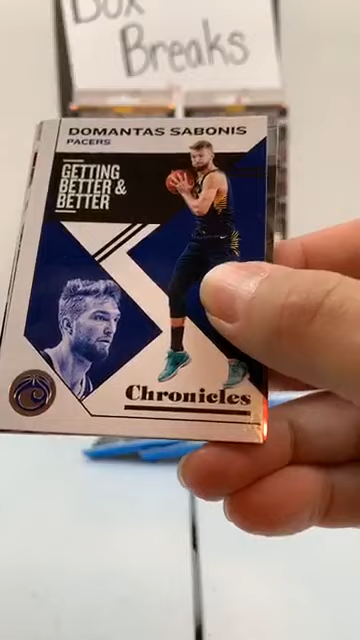 Box
Breaks
DOMANTAS SABONIS
PACERS
GETTING
BETTER &
BETTER
Chronicles
C